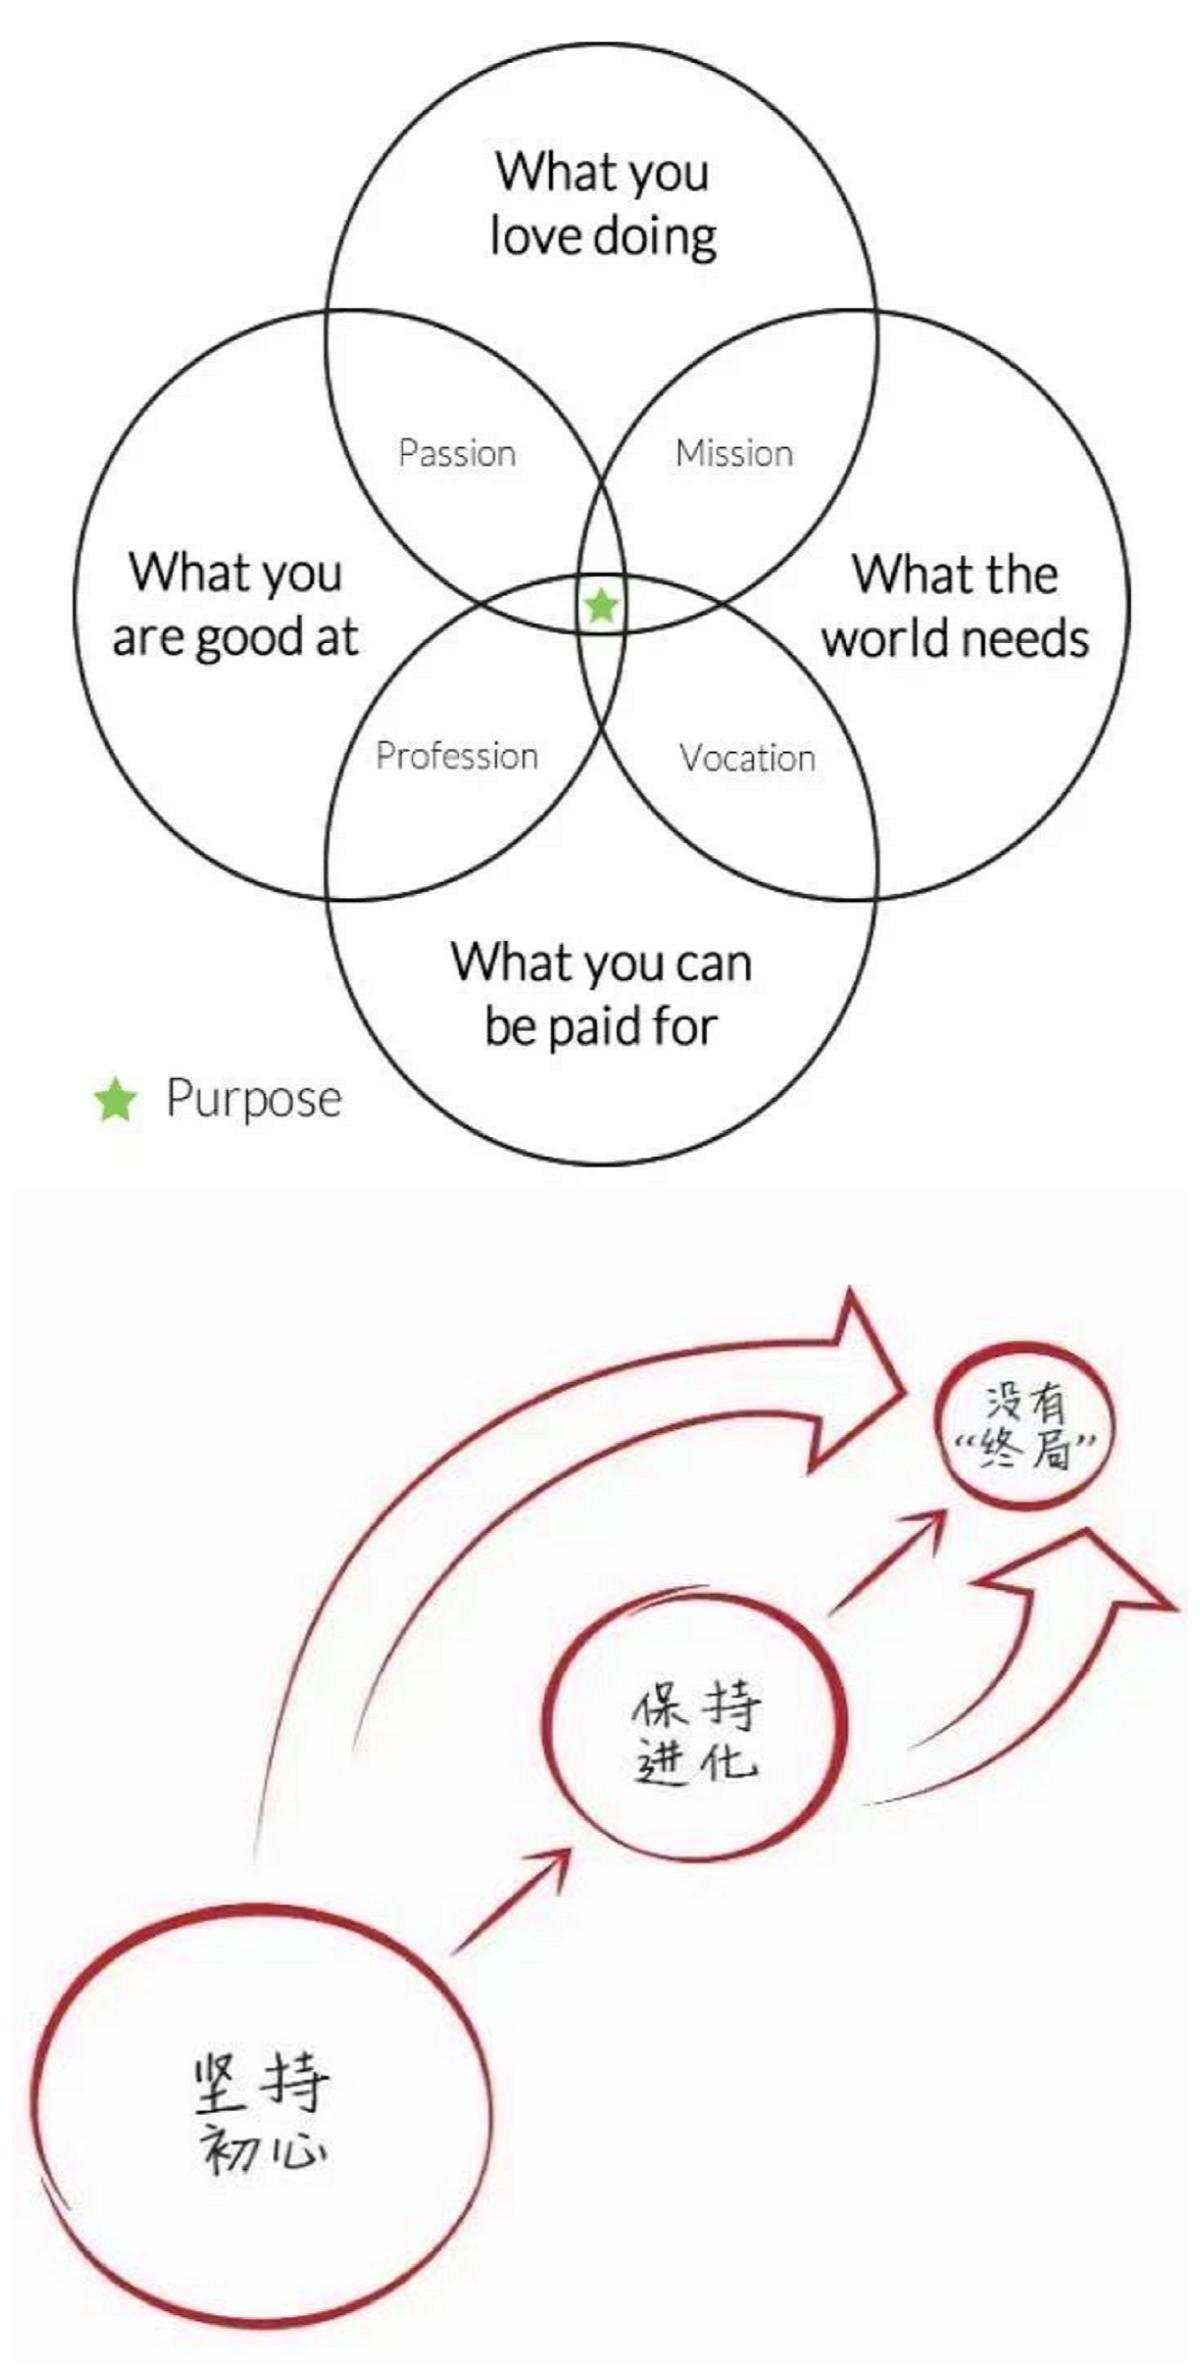 What you
love doing
Passion
Mission
What you
are good at
What the
world needs
Profession
Vocation
What you can
be paid for
Purpose
没有
“终局”
保持
进化
坚持
初心